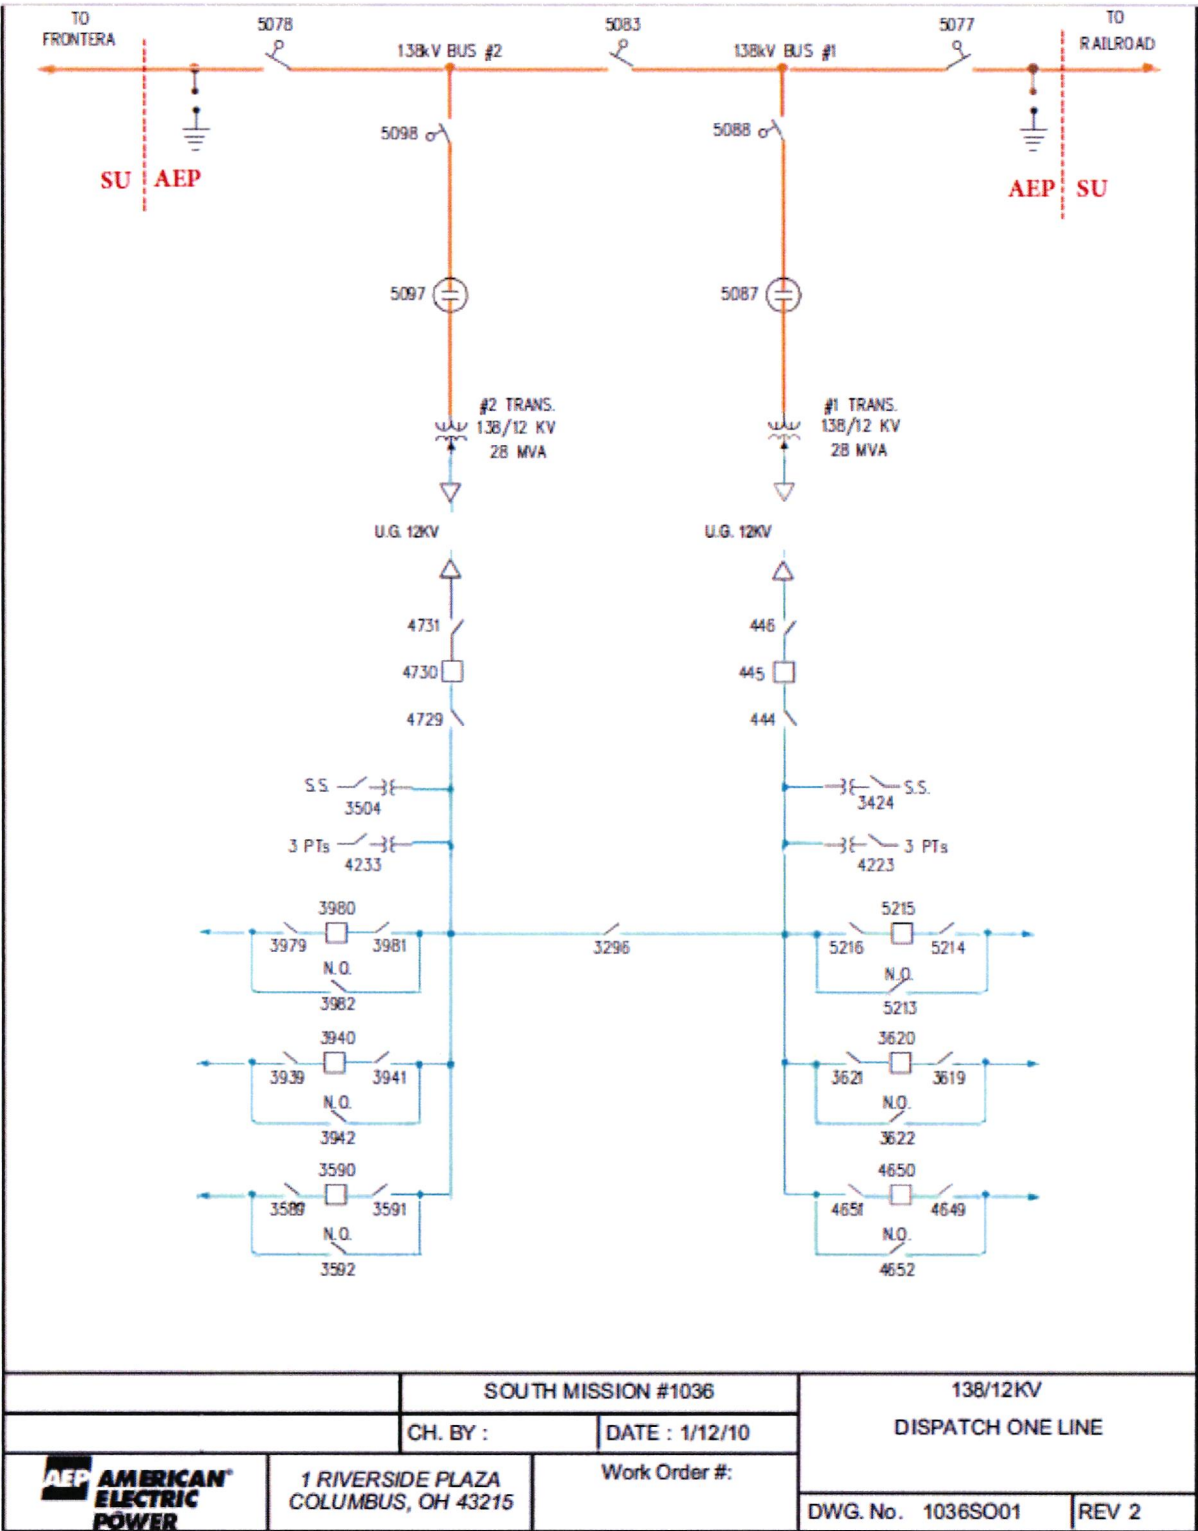 TO
FRONTERA
5078
5083
5077
TO
RAILROAD
138kV BUS #2
138kV BUS #1
5098
5088
SU
AEP
AEP
SU
5097
5087
#2 TRANS.
138/12 KV
28 MVA
#1 TRANS.
138/12 KV
28 MVA
U.G. 12KV
U.G. 12KV
4731
446
4730
445
4729
444
S.S.
3504
3424
S.S.
3 PTs
4233
4223
3 PTs
3980
5215
3979
3981
3296
5216
5214
N.O.
N.O.
3982
5213
3940
3620
3939
3941
3621
3619
N.O.
N.O.
3942
3622
3590
4650
3589
3591
4651
4649
N.O.
N.O.
3592
4652
SOUTH MISSION #1036
138/12KV
CH. BY :
DATE : 1/12/10
DISPATCH ONE LINE
AEP AMERICAN®
ELECTRIC
POWER
1 RIVERSIDE PLAZA
COLUMBUS, OH 43215
Work Order #:
DWG. No. 1036SO01
REV 2